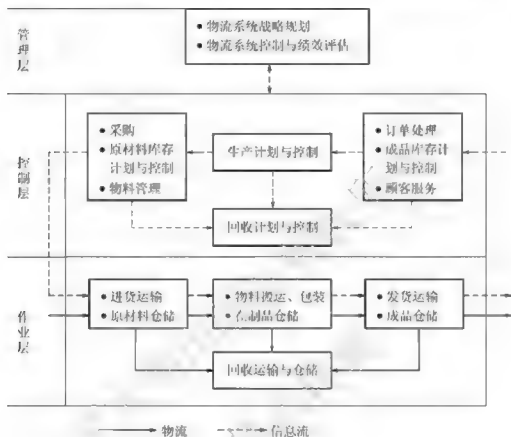 管理层
• 物流系统战略规划
• 物流系统控制与绩效评估
控制层
• 采购
• 原材料库存
计划与控制
• 物料管理
生产计划与控制
• 订单处理
• 成品库存计
划与控制
• 顾客服务
回收计划与控制
作业层
• 进货运输
• 原材料仓储
• 物料搬运、包装
• 在制品仓储
• 发货运输
• 成品仓储
回收运输与仓储
物流
信息流